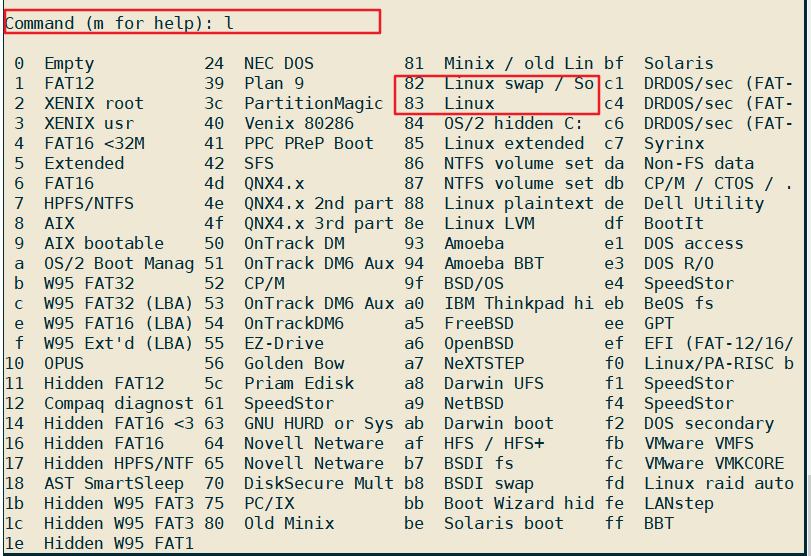 Command (m for help): l
 0  Empty           24  NEC DOS         81  Minix / old Lin bf  Solaris
 1  FAT12           39  Plan 9          82  Linux swap / So c1  DRDOS/sec (FAT-
 2  XENIX root      3c  PartitionMagic  83  Linux           c4  DRDOS/sec (FAT-
 3  XENIX usr       40  Venix 80286     84  OS/2 hidden C:  c6  DRDOS/sec (FAT-
 4  FAT16 <32M      41  PPC PReP Boot   85  Linux extended  c7  Syrinx
 5  Extended        42  SFS             86  NTFS volume set da  Non-FS data
 6  FAT16           4d  QNX4.x          87  NTFS volume set db  CP/M / CTOS / .
 7  HPFS/NTFS       4e  QNX4.x 2nd part 88  Linux plaintext de  Dell Utility
 8  AIX             4f  QNX4.x 3rd part 8e  Linux LVM       df  BootIt
 9  AIX bootable    50  OnTrack DM      93  Amoeba          e1  DOS access
 a  OS/2 Boot Manag 51  OnTrack DM6 Aux 94  Amoeba BBT      e3  DOS R/O
 b  W95 FAT32       52  CP/M            9f  BSD/OS          e4  SpeedStor
 c  W95 FAT32 (LBA) 53  OnTrack DM6 Aux a0  IBM Thinkpad hi eb  BeOS fs
 e  W95 FAT16 (LBA) 54  OnTrackDM6      a5  FreeBSD         ee  GPT
 f  W95 Ext'd (LBA) 55  EZ-Drive        a6  OpenBSD         ef  EFI (FAT-12/16/
10  OPUS            56  Golden Bow      a7  NeXTSTEP        f0  Linux/PA-RISC b
11  Hidden FAT12    5c  Priam Edisk     a8  Darwin UFS      f1  SpeedStor
12  Compaq diagnost 61  SpeedStor       a9  NetBSD          f4  SpeedStor
14  Hidden FAT16 <3 63  GNU HURD or Sys ab  Darwin boot     f2  DOS secondary
16  Hidden FAT16    64  Novell Netware  af  HFS / HFS+      fb  VMware VMFS
17  Hidden HPFS/NTF 65  Novell Netware  b7  BSDI fs         fc  VMware VMKCORE
18  AST SmartSleep  70  DiskSecure Mult b8  BSDI swap       fd  Linux raid auto
1b  Hidden W95 FAT3 75  PC/IX           bb  Boot Wizard hid fe  LANstep
1c  Hidden W95 FAT3 80  Old Minix       be  Solaris boot    ff  BBT
1e  Hidden W95 FAT1